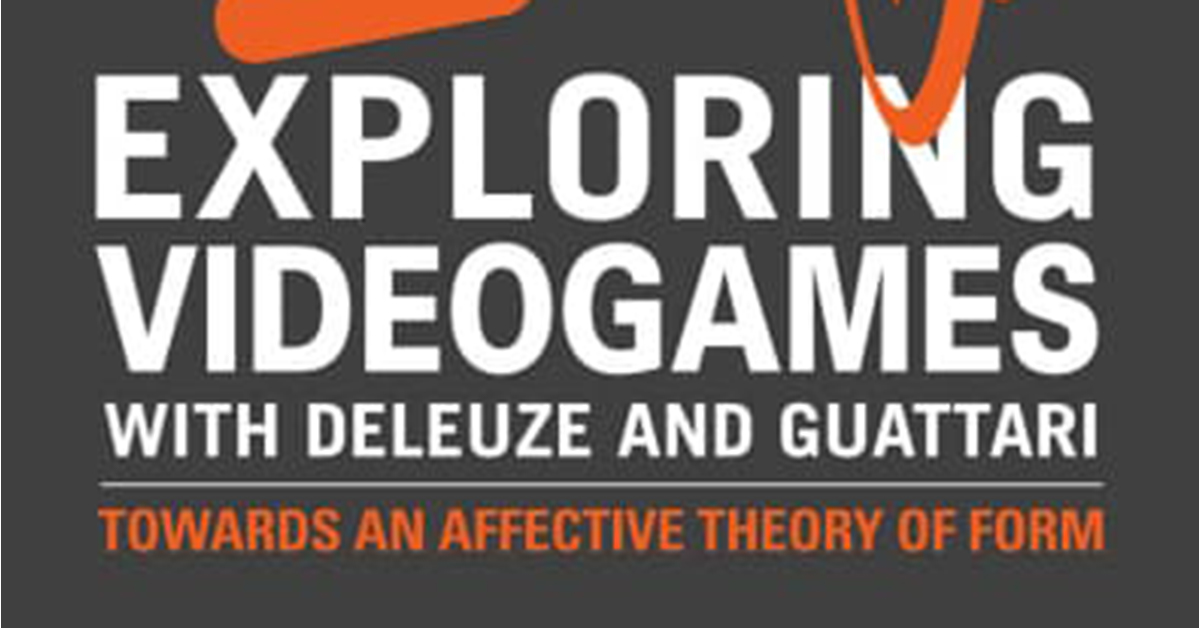 EXPLORING
VIDEOGAMES
WITH DELEUZE AND GUATTARI
TOWARDS AN AFFECTIVE THEORY OF FORM